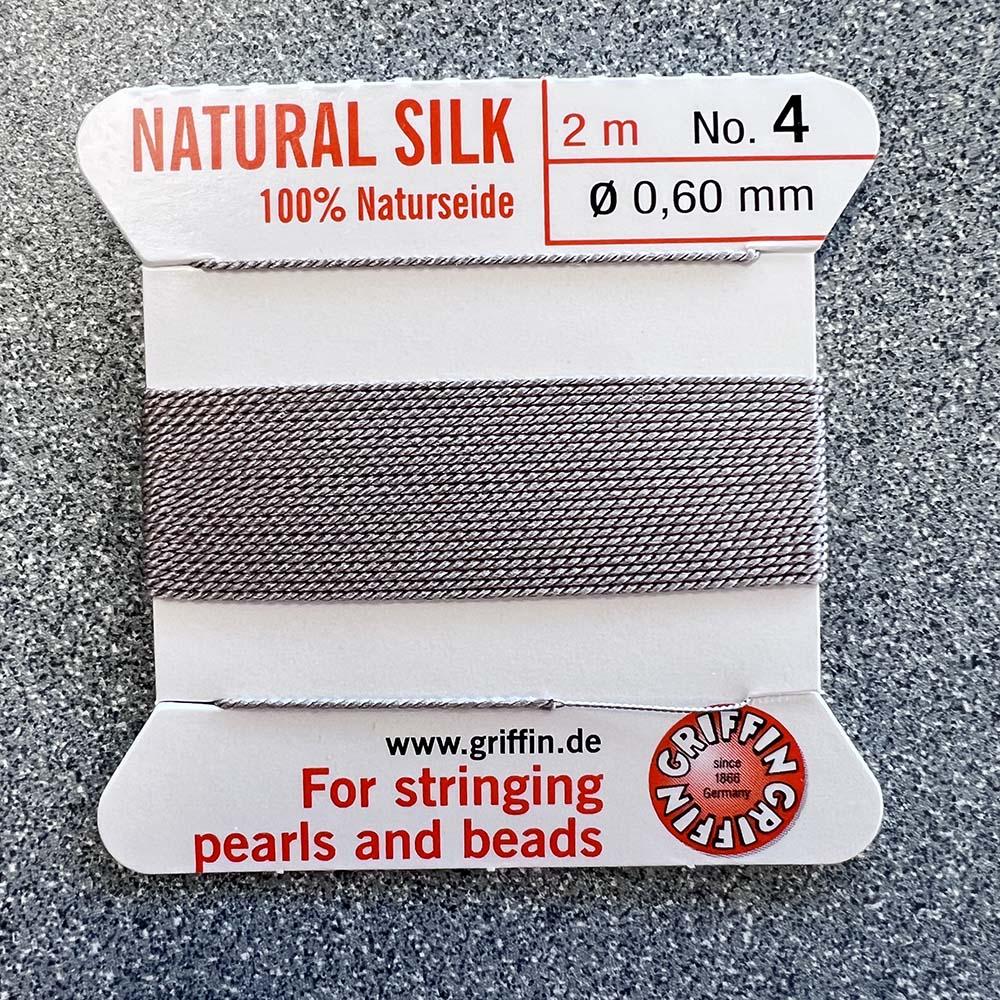 NATURAL SILK
100% Naturseide
2 m No. 4
Ø 0,60 mm
www.griffin.de
For stringing
pearls and beads
GRIFFIN GRIFFIN
since
1866
Germany